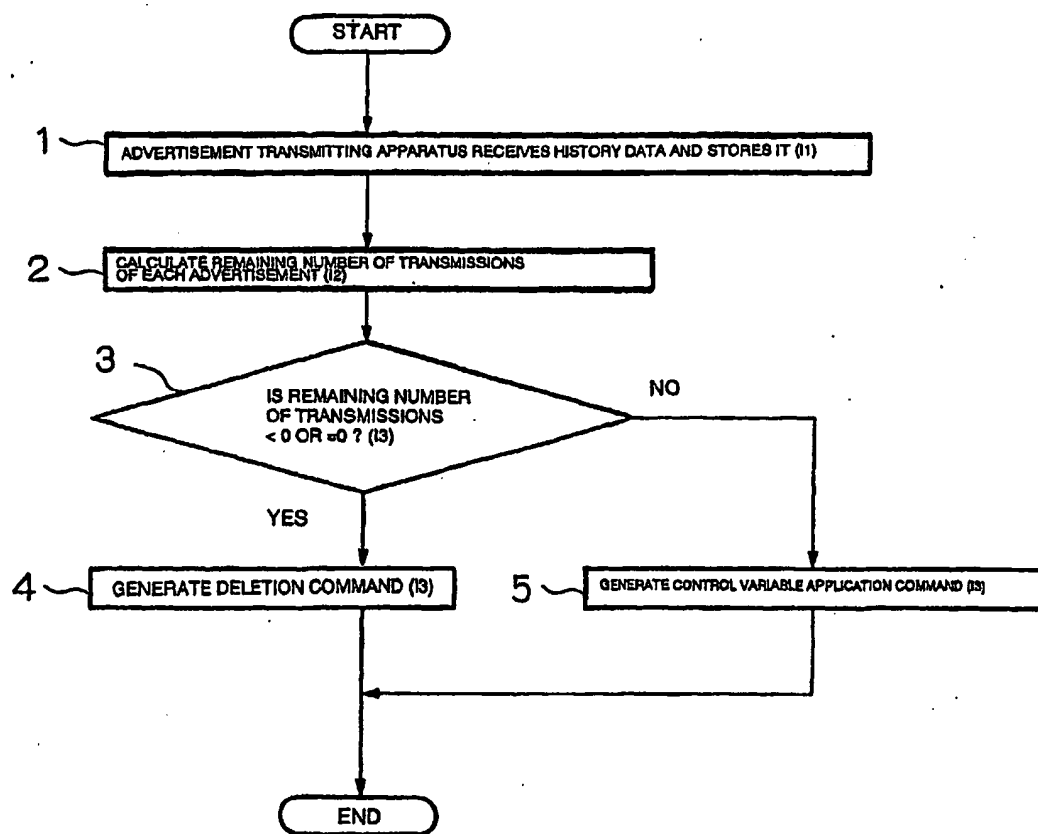 START
1
ADVERTISEMENT TRANSMITTING APPARATUS RECEIVES HISTORY DATA AND STORES IT (I1)
2
CALCULATE REMAINING NUMBER OF TRANSMISSIONS
OF EACH ADVERTISEMENT (I2)
3
IS REMAINING NUMBER
OF TRANSMISSIONS
< 0 OR =0 ? (I3)
NO
YES
4
GENERATE DELETION COMMAND (I3)
5
GENERATE CONTROL VARIABLE APPLICATION COMMAND (I3)
END